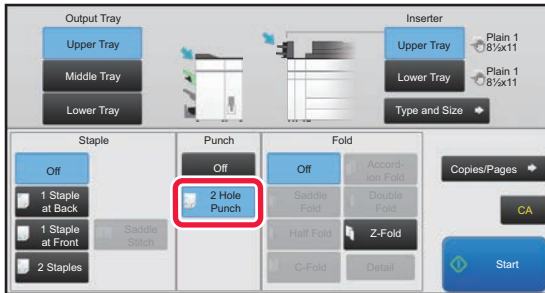 Output Tray
Inserter
Upper Tray
Middle Tray
Lower Tray
Upper Tray
Plain 1
8½x11
Lower Tray
Plain 1
8½x11
Type and Size
Staple
Punch
Fold
Off
1 Staple
at Back
1 Staple
at Front
Saddle
Stitch
2 Staples
Off
2 Hole
Punch
Off
Accord-
ion Fold
Saddle
Fold
Double
Fold
Half Fold
Z-Fold
C-Fold
Detail
Copies/Pages
CA
Start